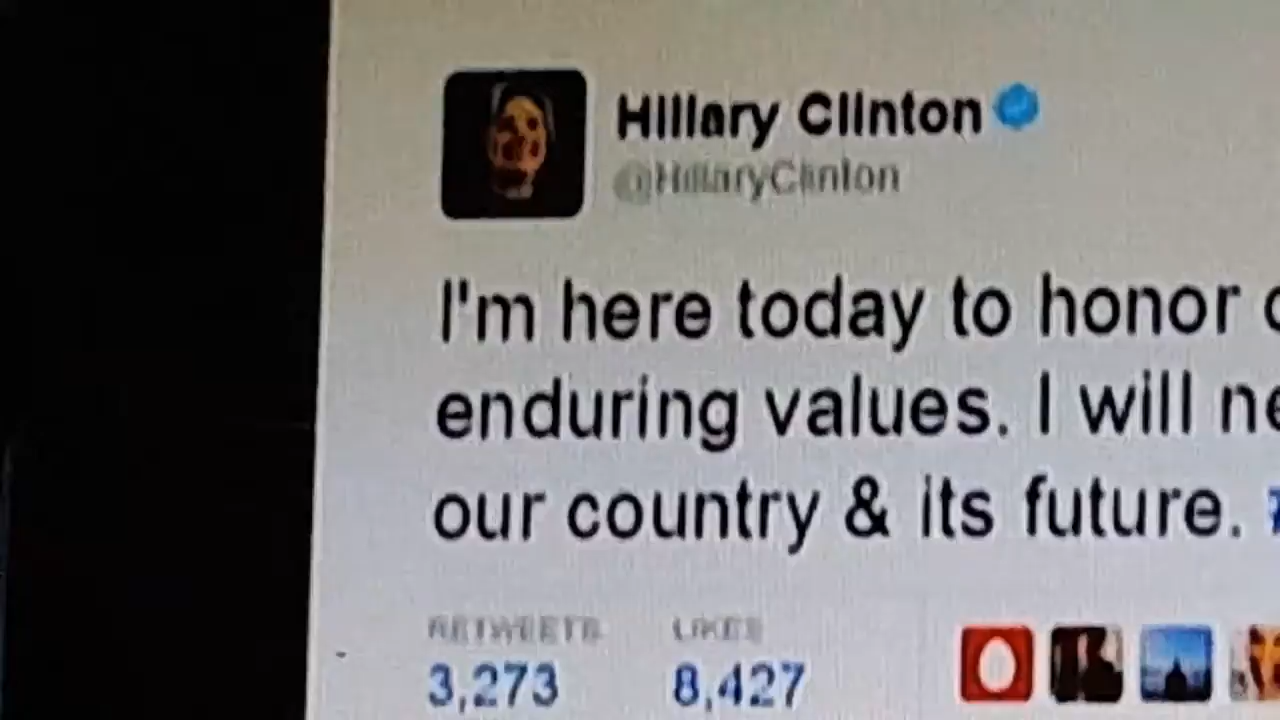 Hillary Clinton
@HillaryClinton
I'm here today to honor
enduring values. I will
our country & its future.
RETWEETS LIKES
3,273 8,427